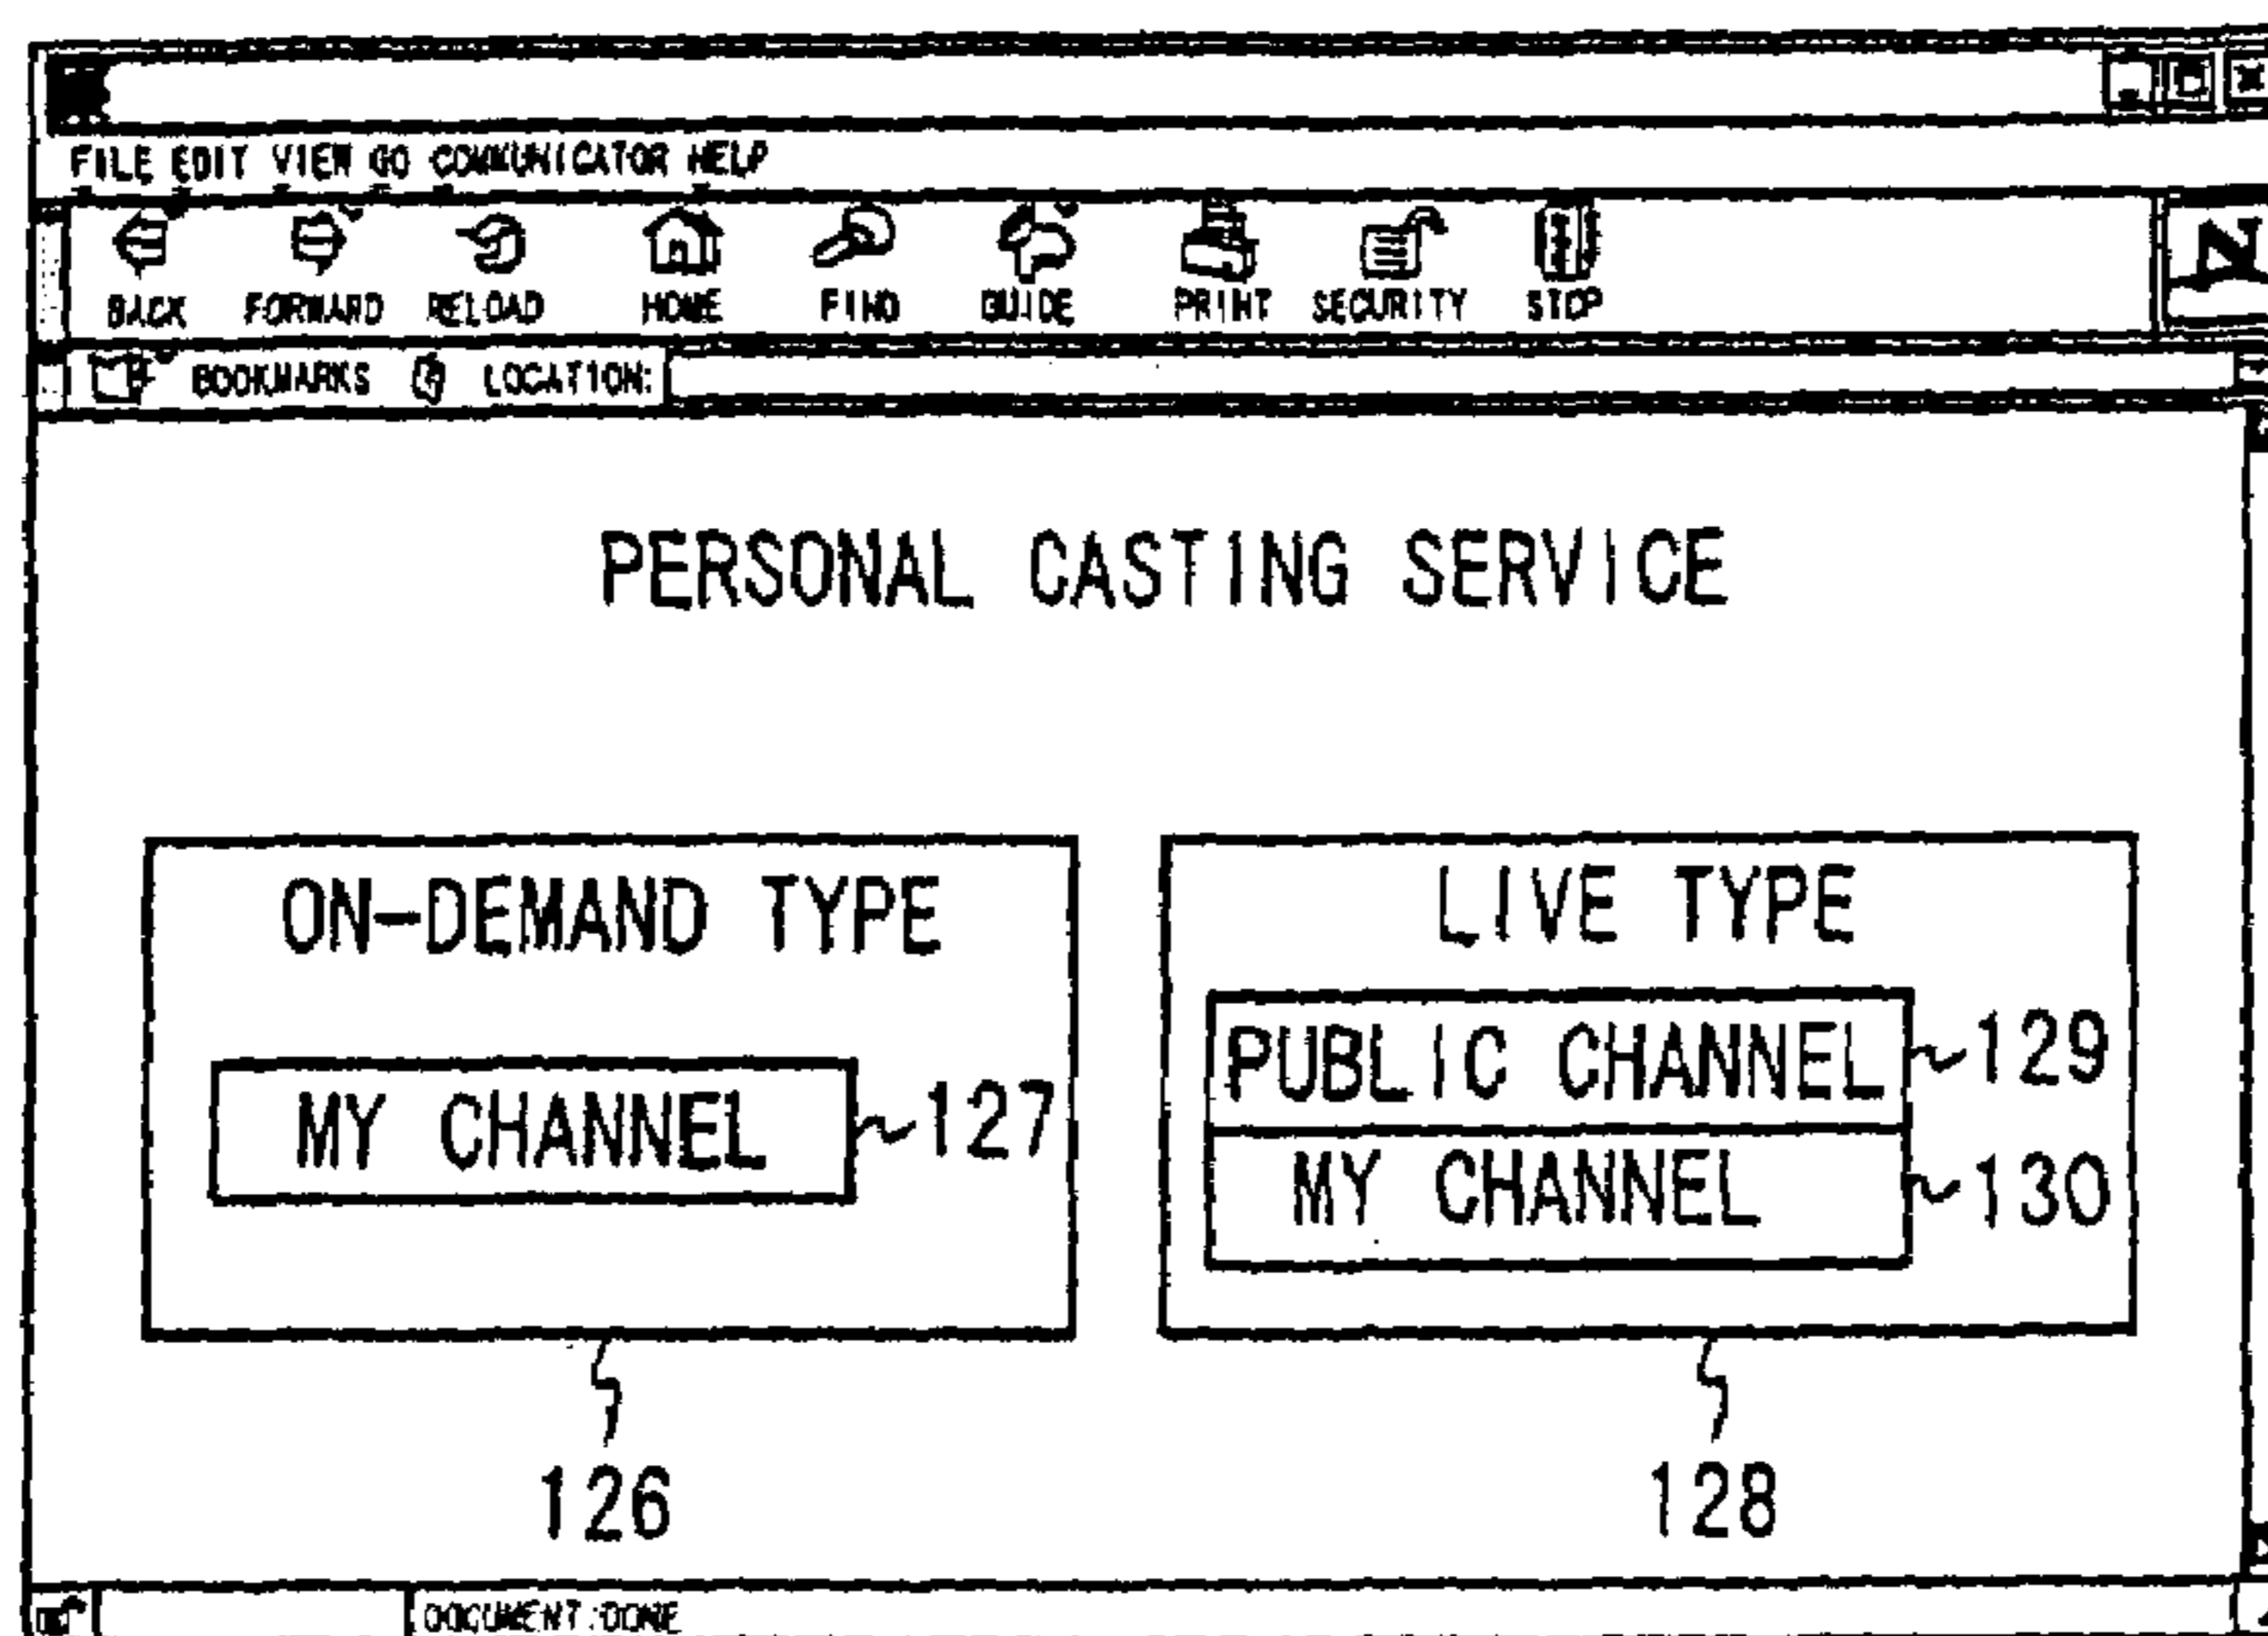 FILE EDIT VIEW GO COMMUNICATOR HELP
BACK FORWARD RELOAD HOME FIND GUIDE PRINT SECURITY STOP
N
BOOKMARKS LOCATION:
PERSONAL CASTING SERVICE
ON-DEMAND TYPE
MY CHANNEL 127
126
LIVE TYPE
PUBLIC CHANNEL 129
MY CHANNEL 130
128
DOCUMENT:DONE